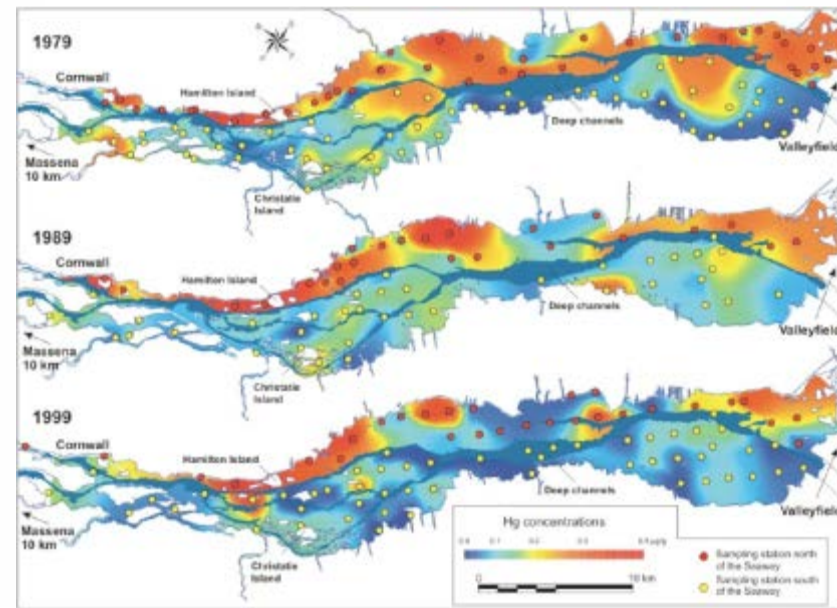 1979
Cornwall
Hamilton Island
Deep channels
Valleyfield
Massena
10 km
Christatie
Island
1989
Cornwall
Hamilton Island
Deep channels
Valleyfield
Massena
10 km
Christatie
Island
1999
Cornwall
Hamilton Island
Deep channels
Valleyfield
Massena
10 km
Christatie
Island
Hg concentrations
0
10 km
Sampling station north
of the Seaway
Sampling station south
of the Seaway